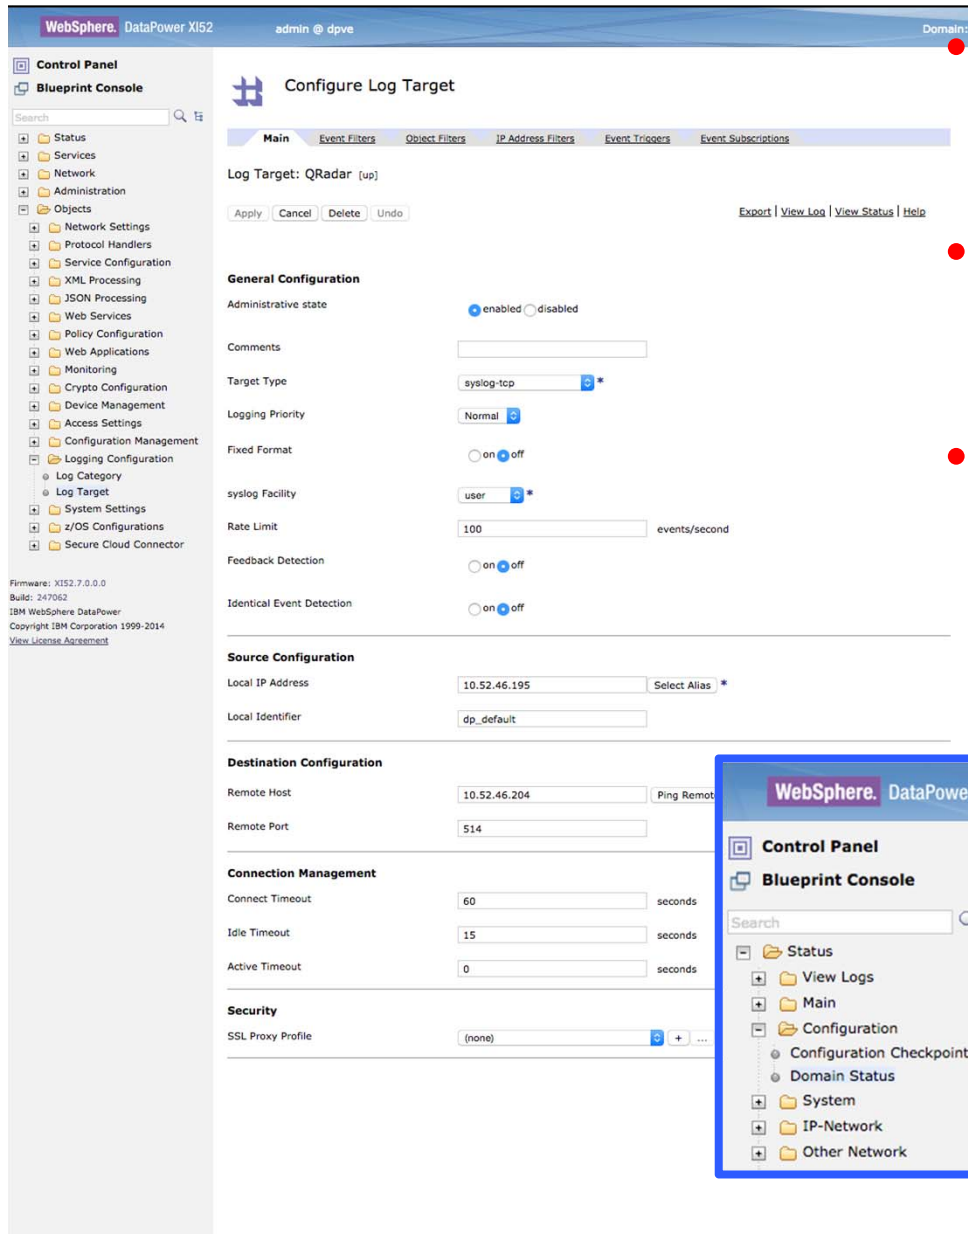 WebSphere. DataPower XI52
admin @ dpve
Domain:
Control Panel
Blueprint Console
Search
Status
Services
Network
Administration
Objects
Network Settings
Protocol Handlers
Service Configuration
XML Processing
JSON Processing
Web Services
Policy Configuration
Web Applications
Monitoring
Crypto Configuration
Device Management
Access Settings
Configuration Management
Logging Configuration
Log Category
Log Target
System Settings
z/OS Configurations
Secure Cloud Connector
Firmware: XI52.7.0.0.0
Build: 247062
IBM WebSphere DataPower
Copyright IBM Corporation 1999-2014
View License Agreement
Configure Log Target
Main Event Filters Object Filters IP Address Filters Event Triggers Event Subscriptions
Log Target: QRadar [up]
Apply Cancel Delete Undo Export | View Log | View Status | Help
General Configuration
Administrative state enabled disabled
Comments
Target Type syslog-tcp *
Logging Priority Normal
Fixed Format on off
syslog Facility user *
Rate Limit 100 events/second
Feedback Detection on off
Identical Event Detection on off
Source Configuration
Local IP Address 10.52.46.195 Select Alias *
Local Identifier dp_default
Destination Configuration
Remote Host 10.52.46.204 Ping Remot
Remote Port 514
Connection Management
Connect Timeout 60 seconds
Idle Timeout 15 seconds
Active Timeout 0 seconds
Security
SSL Proxy Profile (none) + ...
WebSphere. DataPowe
Control Panel
Blueprint Console
Search
Status
View Logs
Main
Configuration
Configuration Checkpoint
Domain Status
System
IP-Network
Other Network